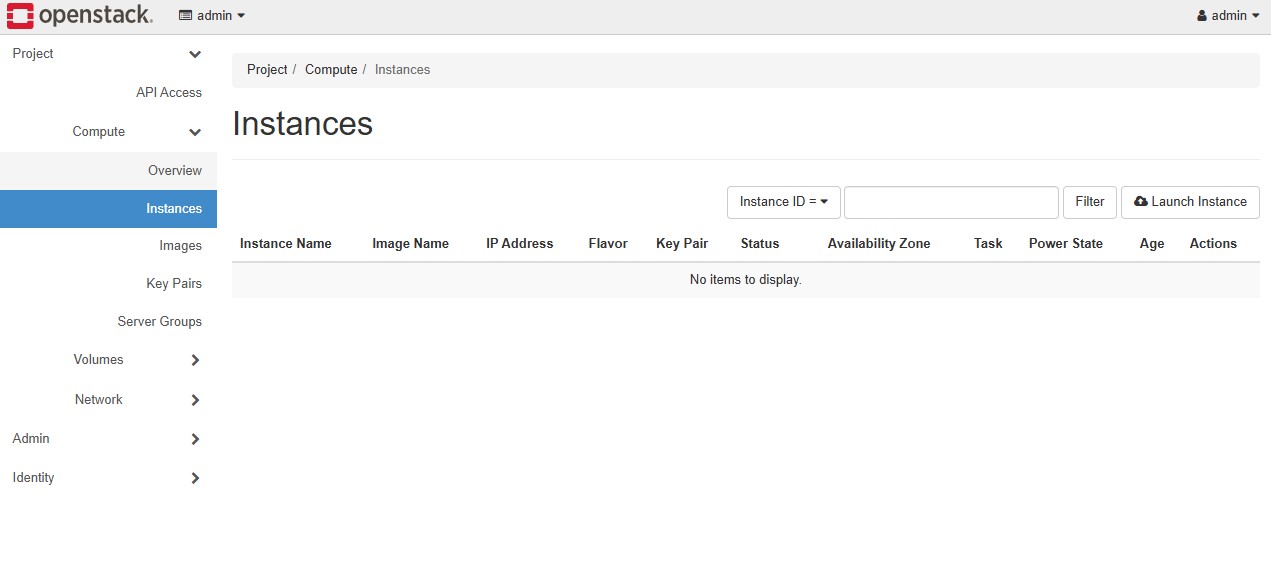 openstack. admin admin
Project
API Access
Compute
Overview
Instances
Images
Key Pairs
Server Groups
Volumes
Network
Admin
Identity
Project / Compute / Instances
Instances
Instance ID = Filter Launch Instance
Instance Name Image Name IP Address Flavor Key Pair Status Availability Zone Task Power State Age Actions
No items to display.